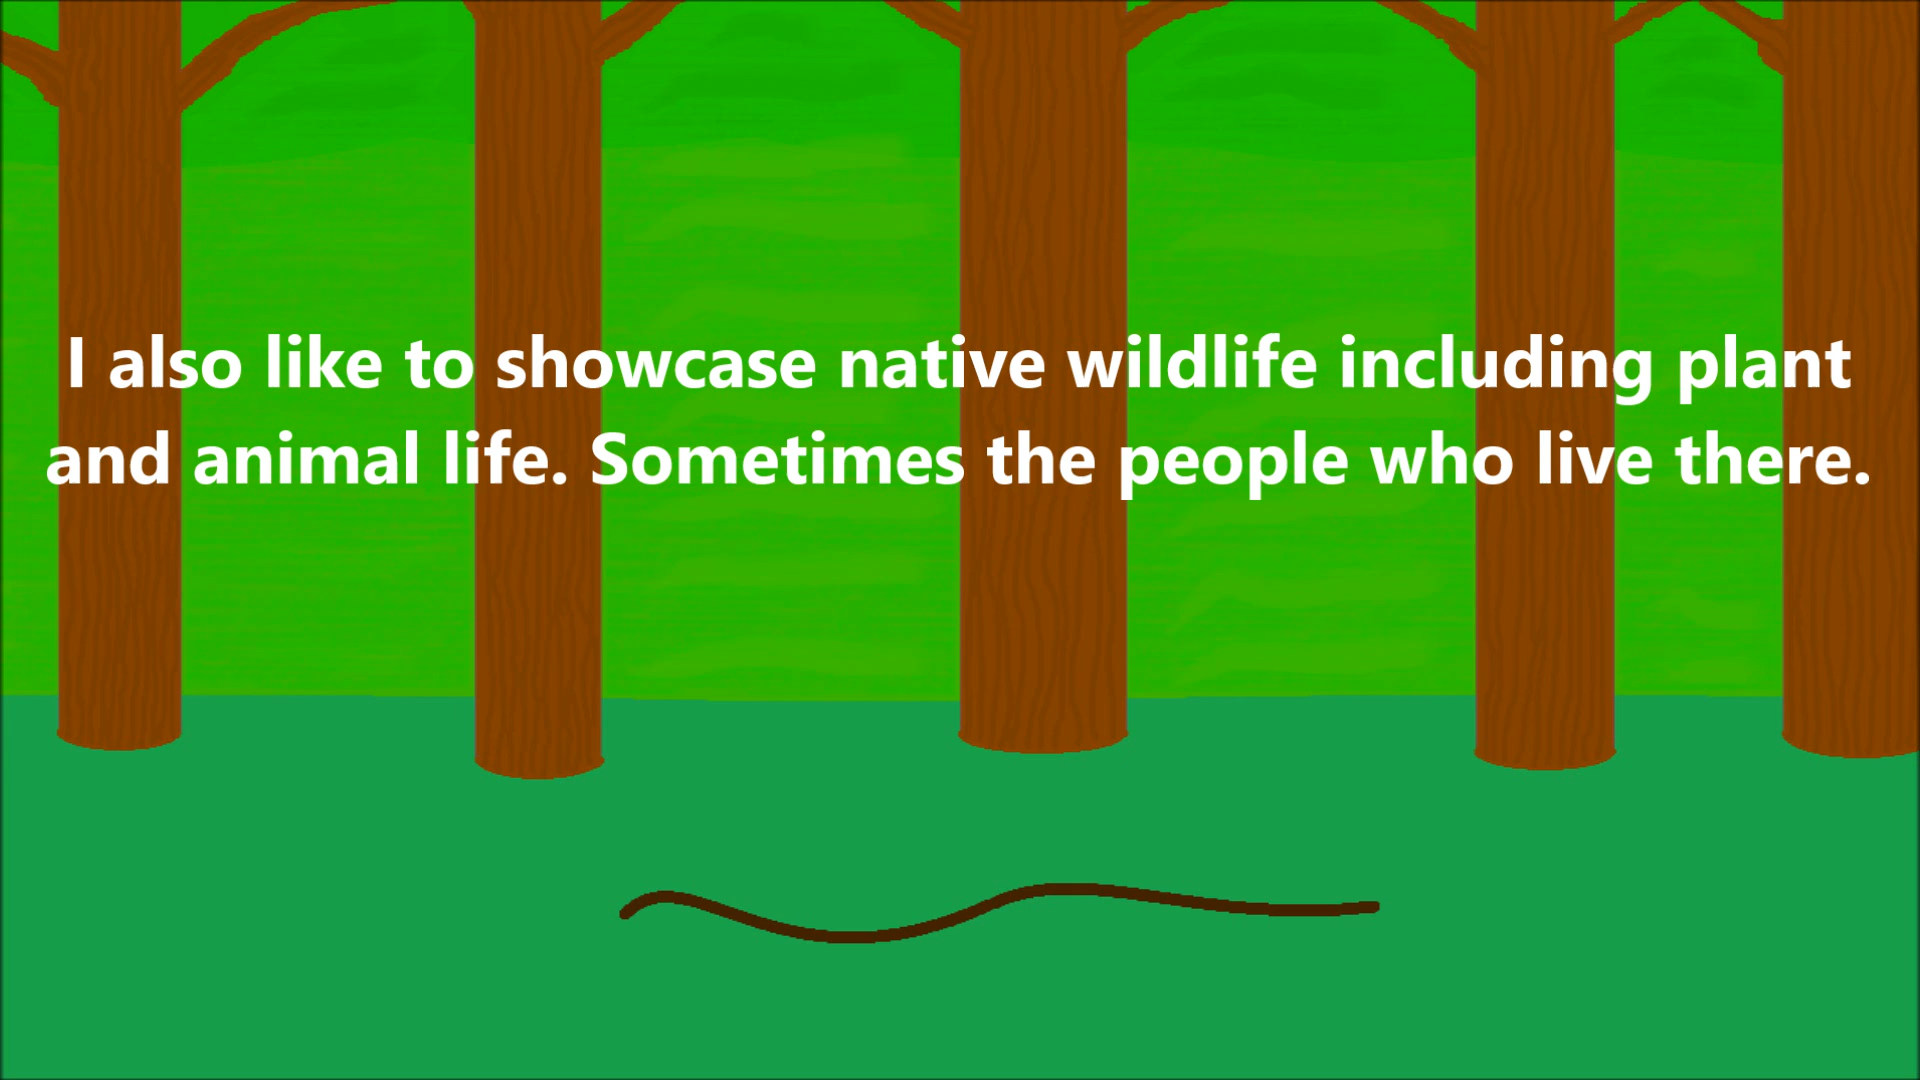 I also like to showcase native wildlife including plant
and animal life. Sometimes the people who live there.